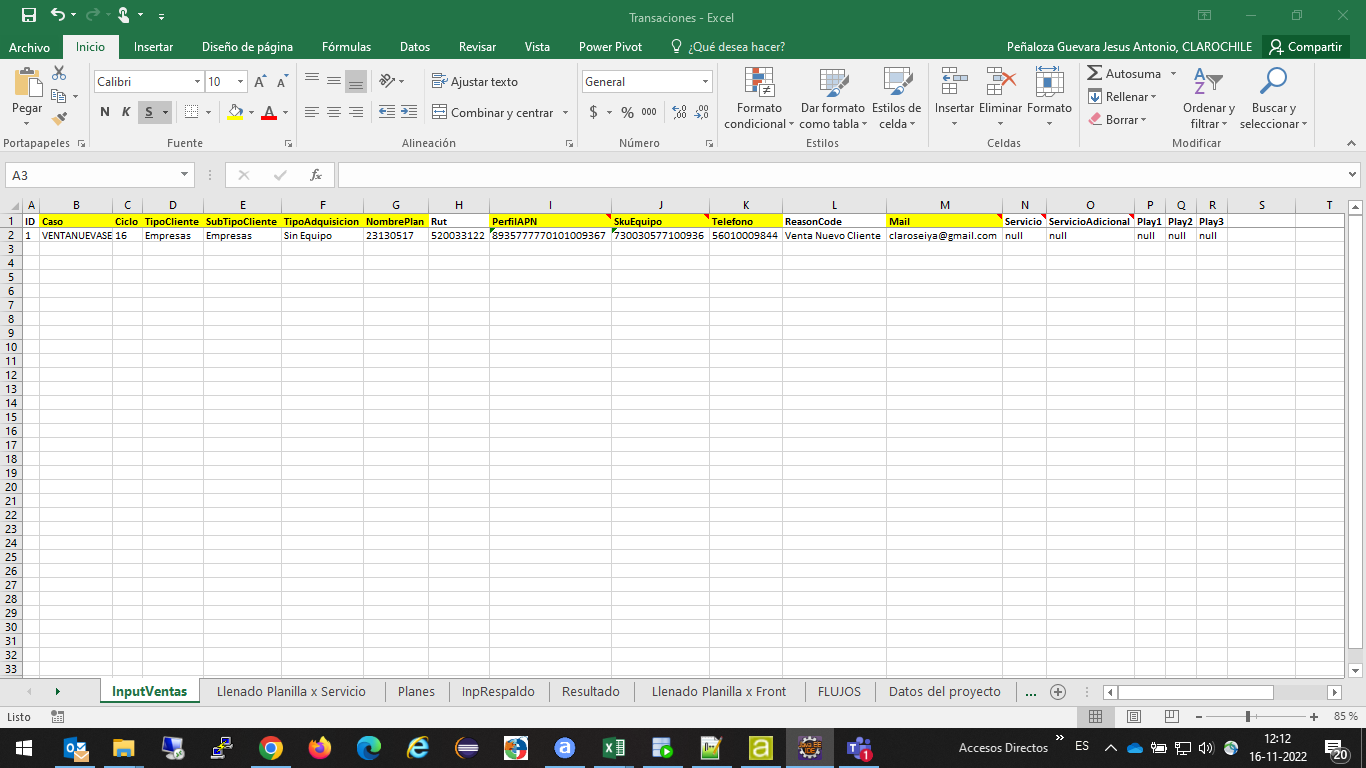 Transaciones - Excel
Archivo Inicio Insertar Diseño de página Fórmulas Datos Revisar Vista Power Pivot ¿Qué desea hacer? Peñaloza Guevara Jesus Antonio, CLAROCHILE Compartir
Pegar
Calibri 10
N K S
Ajustar texto
Combinar y centrar
General
$ % 000
Formato condicional
Dar formato como tabla
Estilos de celda
Insertar Eliminar Formato
Autosuma
Rellenar
Borrar
Ordenar y filtrar
Buscar y seleccionar
Portapapeles Fuente Alineación Número Estilos Celdas Modificar
A3 fx
A B C D E F G H I J K L M N O P Q R S T
1 ID Caso Ciclo TipoCliente SubTipoCliente TipoAdquisicion NombrePlan Rut PerfilAPN SkuEquipo Telefono ReasonCode Mail Servicio ServicioAdicional Play1 Play2 Play3
2 1 VENTANUEVASE 16 Empresas Empresas Sin Equipo 23130517 520033122 8935777770101009367 730030577100936 56010009844 Venta Nuevo Cliente claroseiya@gmail.com null null null null null
3
4
5
6
7
8
9
10
11
12
13
14
15
16
17
18
19
20
21
22
23
24
25
26
27
28
29
30
31
32
33
InputVentas Llenado Planilla x Servicio Planes InpRespaldo Resultado Llenado Planilla x Front FLUJOS Datos del proyecto ...
Listo 85 %
Accesos Directos » ES 12:12
16-11-2022 20